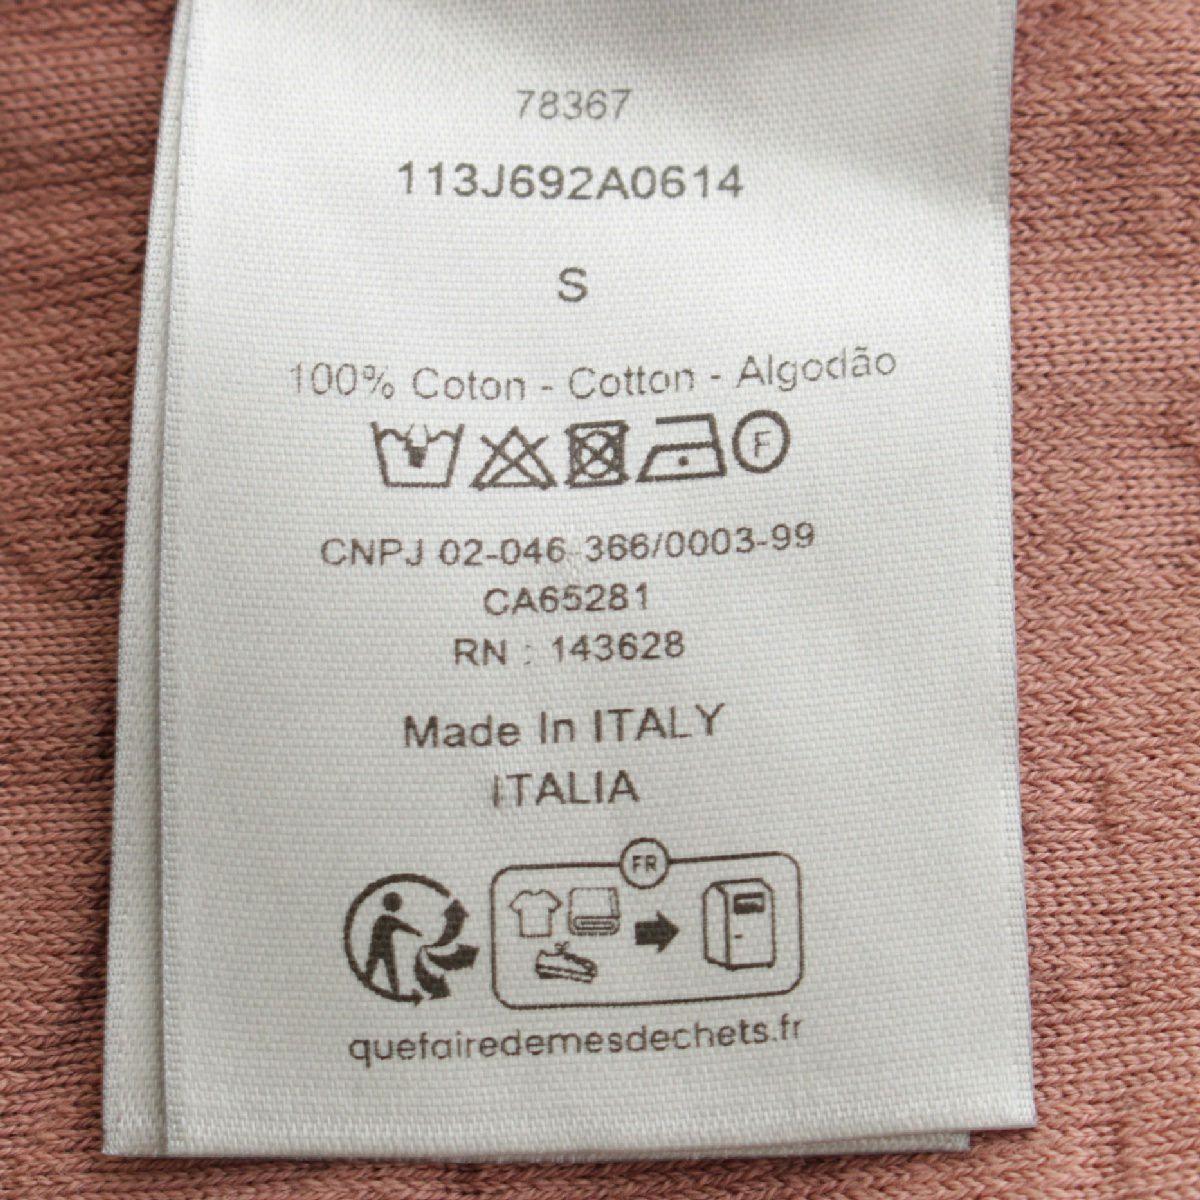 78367
113J692A0614
S
100% Coton - Cotton - Algodão
F
CNPJ 02-046 366/0003-99
CA65281
RN : 143628
Made In ITALY
ITALIA
FR
quefairedemesdechets.fr